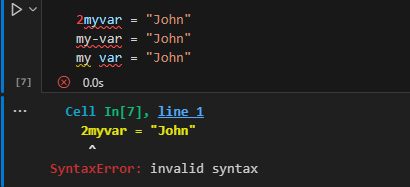 2myvar = "John"
my-var = "John"
my var = "John"
[7] 0.0s
... Cell In[7], line 1
2myvar = "John"
^
SyntaxError: invalid syntax